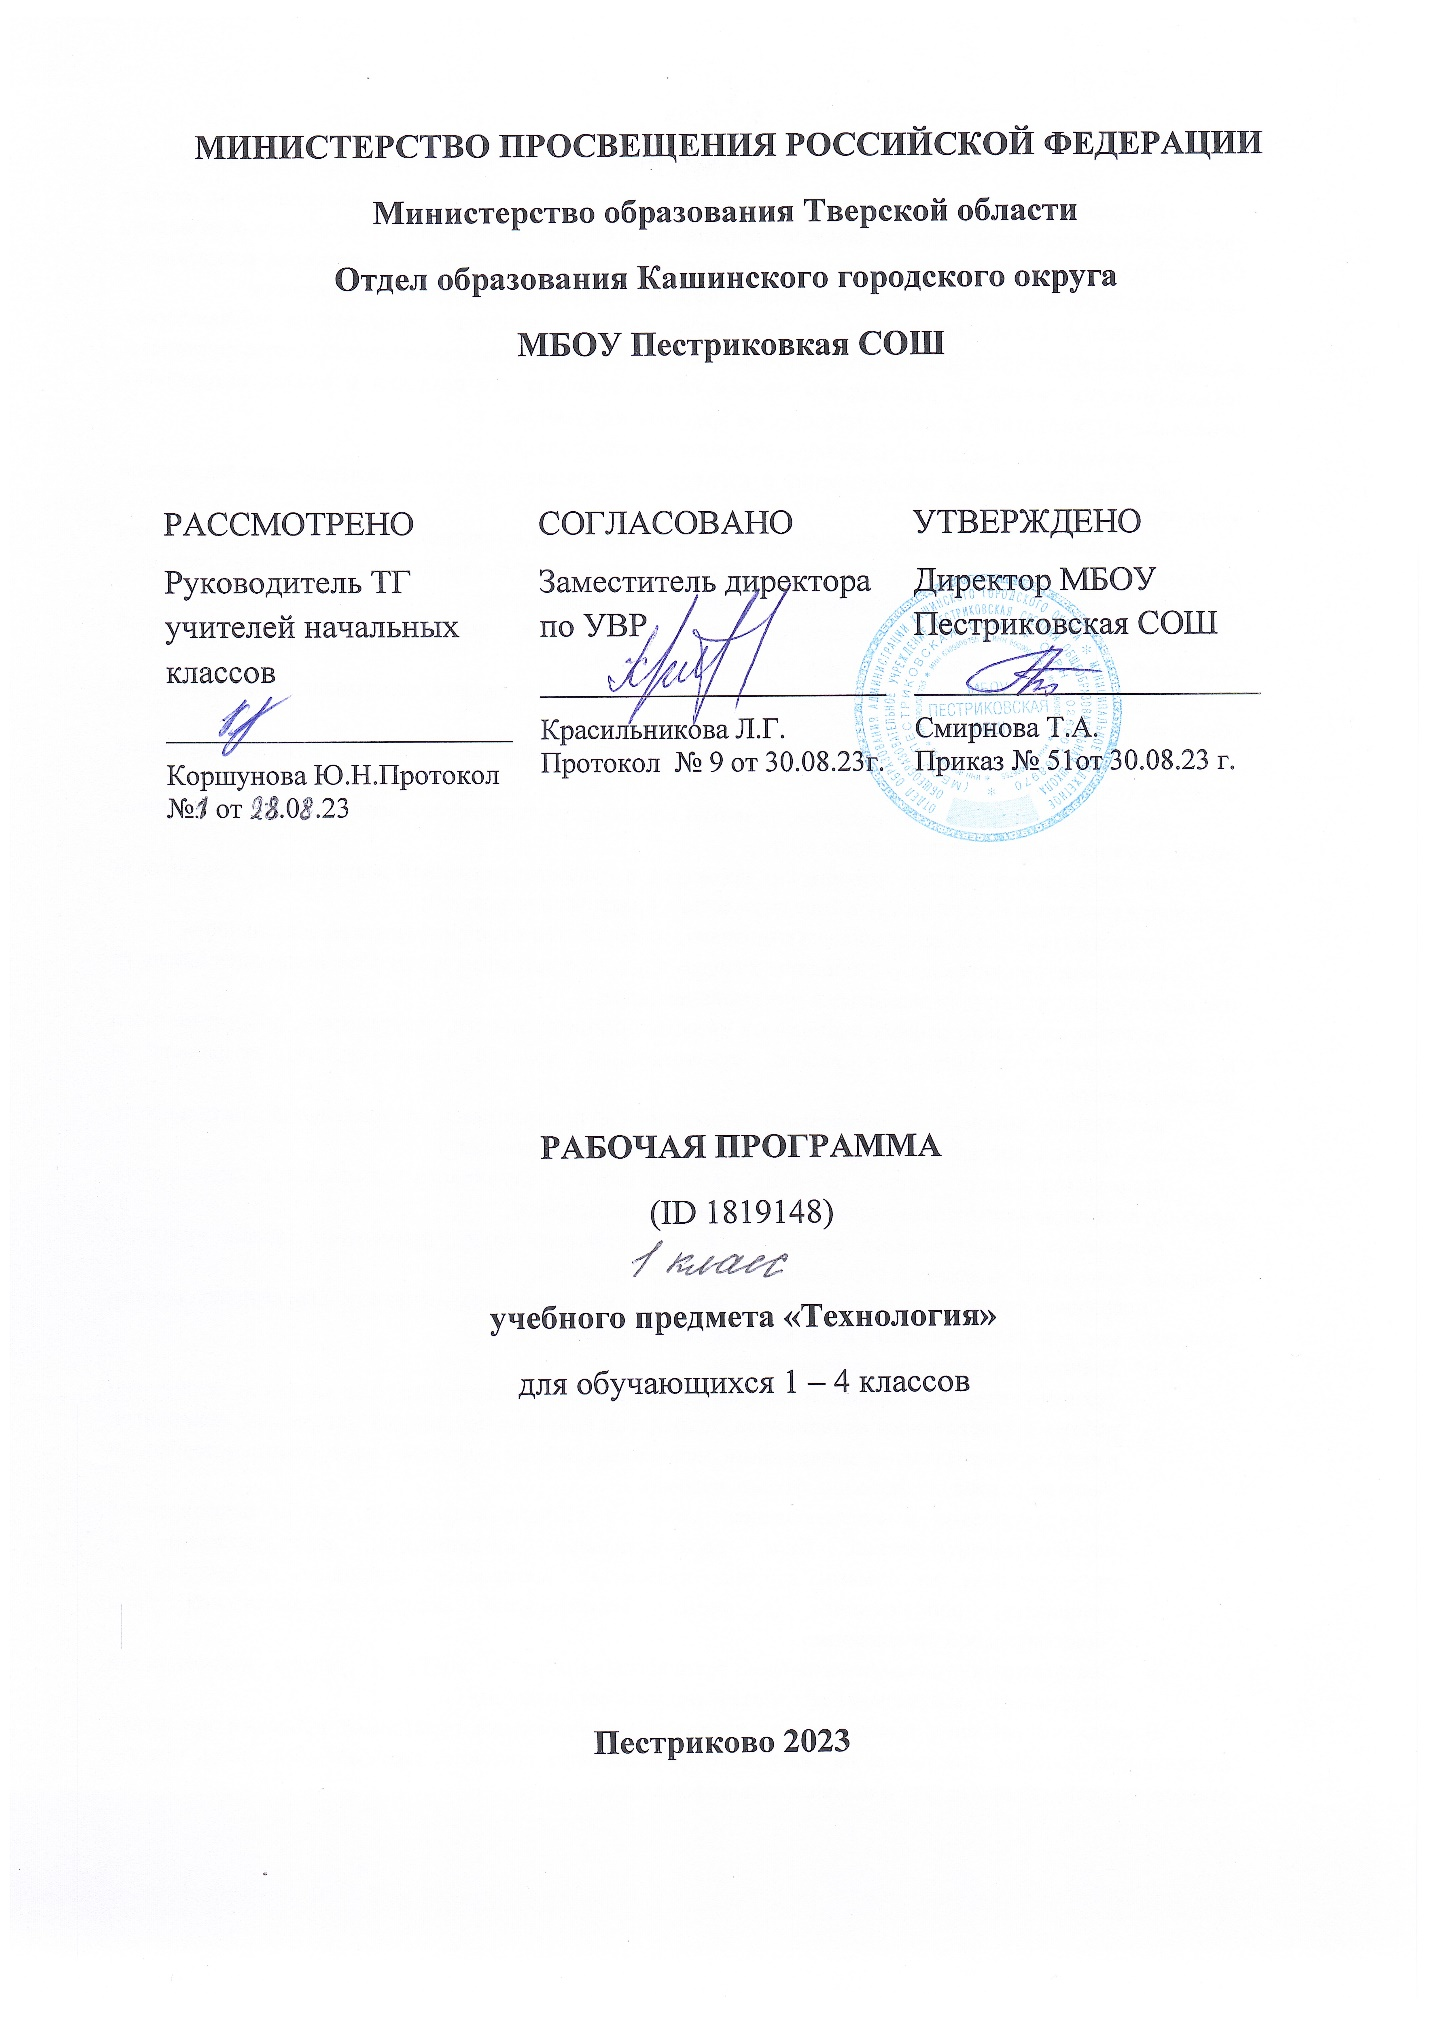 МИНИСТЕРСТВО ПРОСВЕЩЕНИЯ РОССИЙСКОЙ ФЕДЕРАЦИИ
Министерство образования Тверской области
Отдел образования Кашинского городского округа
МБОУ Пестриковкая СОШ
РАССМОТРЕНО
Руководитель ТГ
учителей начальных
классов
Коршунова Ю.Н.Протокол
№1 от 28.08.23
СОГЛАСОВАНО
Заместитель директора
по УВР
Красильникова Л.Г.
Протокол № 9 от 30.08.23г.
УТВЕРЖДЕНО
Директор МБОУ
Пестриковская СОШ
ПЕСТРИКОВСКАЯ
Смирнова Т.А.
Приказ № 51от 30.08.23 г.
РАБОЧАЯ ПРОГРАММА
(ID 1819148)
1 класс
учебного предмета «Технология»
для обучающихся 1 – 4 классов
Пестриково 2023